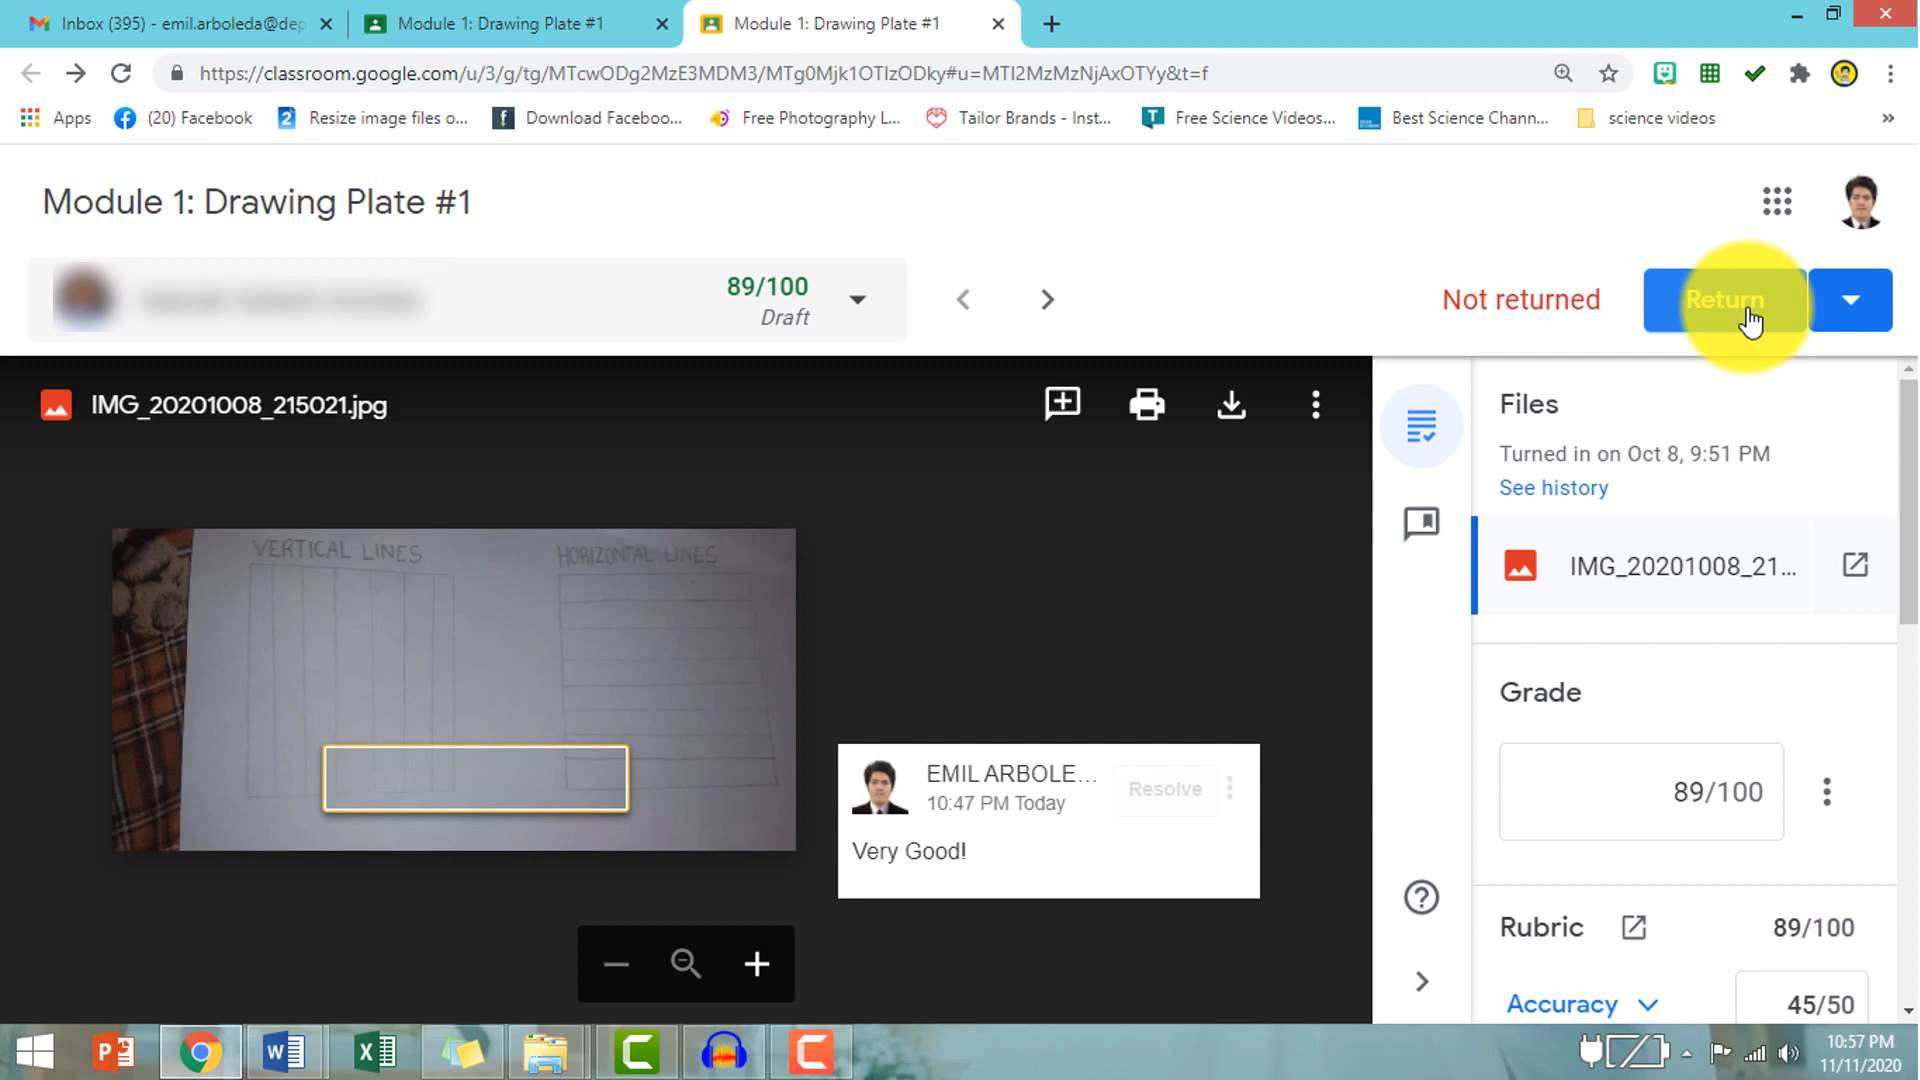 Inbox (395) - emil.arboleda@dep
Module 1: Drawing Plate #1
Module 1: Drawing Plate #1
https://classroom.google.com/u/3/g/tg/MTcwODg2MzE3MDM3/MTg0Mjk1OTIzODky#u=MTI2MzMzNjAxOTYy&t=f
Apps
(20) Facebook
Resize image files o...
Download Faceboo...
Free Photography L...
Tailor Brands - Inst...
Free Science Videos...
Best Science Chann...
science videos
»
Module 1: Drawing Plate #1
89/100
Draft
Not returned
Return
IMG_20201008_215021.jpg
VERTICAL LINES
HORIZONTAL LINES
EMIL ARBOLE...
10:47 PM Today
Resolve
Very Good!
Files
Turned in on Oct 8, 9:51 PM
See history
IMG_20201008_21...
Grade
89/100
Rubric
89/100
Accuracy
45/50
10:57 PM
11/11/2020